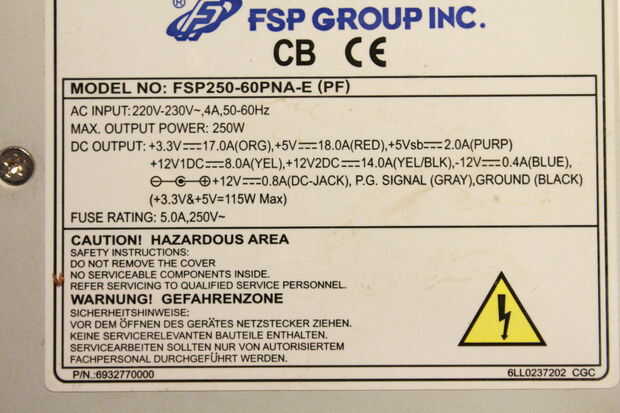 ® FSP GROUP INC.
CB CE
MODEL NO: FSP250-60PNA-E (PF)
AC INPUT: 220V-230V~,4A,50-60Hz
MAX. OUTPUT POWER: 250W
DC OUTPUT: +3.3V⎓17.0A(ORG),+5V⎓18.0A(RED),+5Vsb⎓2.0A(PURP)
+12V1DC⎓8.0A(YEL),+12V2DC⎓14.0A(YEL/BLK),-12V⎓0.4A(BLUE),
+12V⎓0.8A(DC-JACK), P.G. SIGNAL (GRAY),GROUND (BLACK)
(+3.3V&+5V=115W Max)
FUSE RATING: 5.0A,250V~
CAUTION! HAZARDOUS AREA
SAFETY INSTRUCTIONS:
DO NOT REMOVE THE COVER
NO SERVICEABLE COMPONENTS INSIDE.
REFER SERVICING TO QUALIFIED SERVICE PERSONNEL.
WARNUNG! GEFAHRENZONE
SICHERHEITSHINWEIS:
VOR DEM ÖFFNEN DES GERÄTES NETZSTECKER ZIEHEN.
KEINE SERVICERELEVANTEN BAUTEILE ENTHALTEN.
SERVICEARBEITEN SOLLTEN NUR VON AUTORISIERTEM
FACHPERSONAL DURCHGEFÜHRT WERDEN.
P/N.:6932770000 6LL0237202 CGC